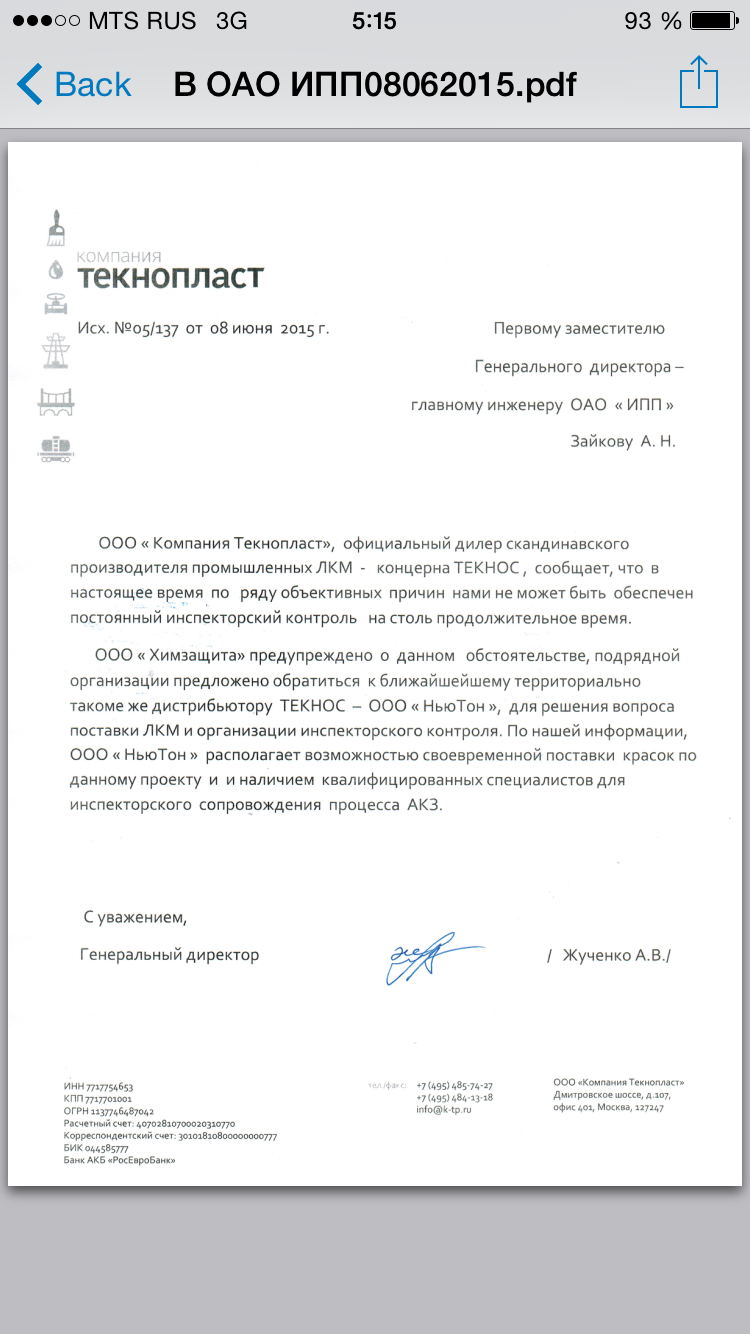 MTS RUS 3G 5:15 93 %
Back В ОАО ИПП08062015.pdf
компания
текнопласт
Исх. №05/137 от 08 июня 2015 г.
Первому заместителю
Генерального директора –
главному инженеру ОАО « ИПП »
Зайкову А. Н.
ООО « Компания Текнопласт», официальный дилер скандинавского
производителя промышленных ЛКМ - концерна ТЕКНОС , сообщает, что в
настоящее время по ряду объективных причин нами не может быть обеспечен
постоянный инспекторский контроль на столь продолжительное время.
ООО « Химзащита» предупреждено о данном обстоятельстве, подрядной
организации предложено обратиться к ближайшейшему территориально
такоме же дистрибьютору ТЕКНОС – ООО « НьюТон », для решения вопроса
поставки ЛКМ и организации инспекторского контроля. По нашей информации,
ООО « НьюТон » располагает возможностью своевременной поставки красок по
данному проекту и и наличием квалифицированных специалистов для
инспекторского сопровождения процесса АКЗ.
С уважением,
Генеральный директор / Жученко А.В./
ИНН 7717754653
КПП 7717701001
ОГРН 1137746487042
Расчетный счет: 40702810700020310770
Корреспондентский счет: 30101810800000000777
БИК 044585777
Банк АКБ «РосЕвроБанк»
тел./факс: +7 (495) 485-74-27
+7 (495) 484-13-18
info@k-tp.ru
ООО «Компания Текнопласт»
Дмитровское шоссе, д.107,
офис 401, Москва, 127247